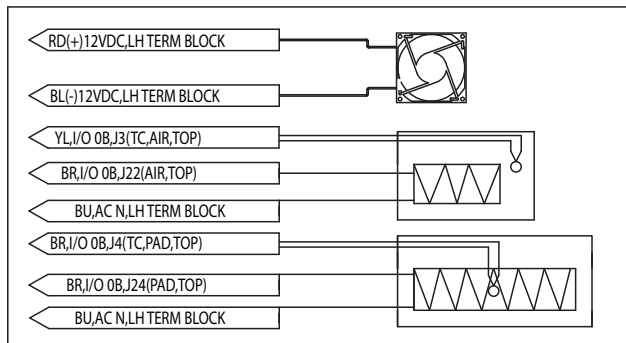 RD(+)12VDC,LH TERM BLOCK
BL(-)12VDC,LH TERM BLOCK
YL,I/O 0B,J3(TC,AIR,TOP)
BR,I/O 0B,J22(AIR,TOP)
BU,AC N,LH TERM BLOCK
BR,I/O 0B,J4(TC,PAD,TOP)
BR,I/O 0B,J24(PAD,TOP)
BU,AC N,LH TERM BLOCK